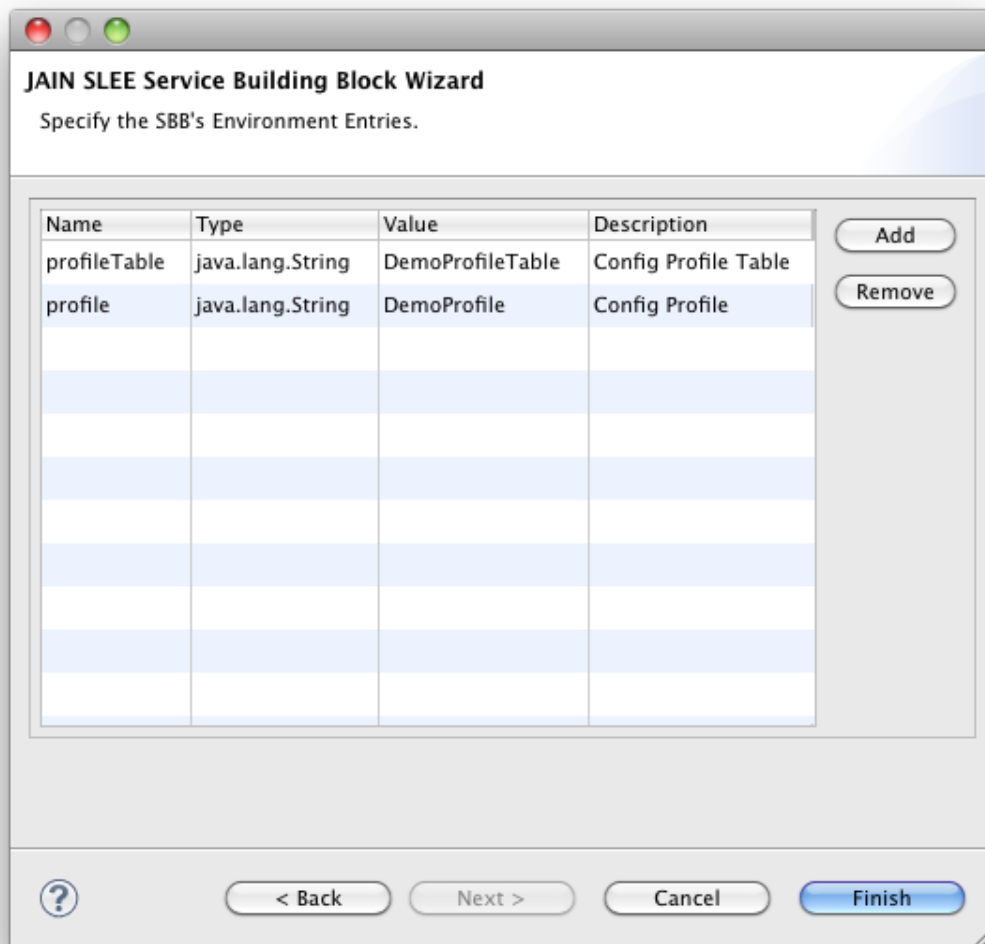 JAIN SLEE Service Building Block Wizard
Specify the SBB's Environment Entries.
Name Type Value Description
profileTable java.lang.String DemoProfileTable Config Profile Table
profile java.lang.String DemoProfile Config Profile
Add
Remove
?
< Back Next > Cancel Finish